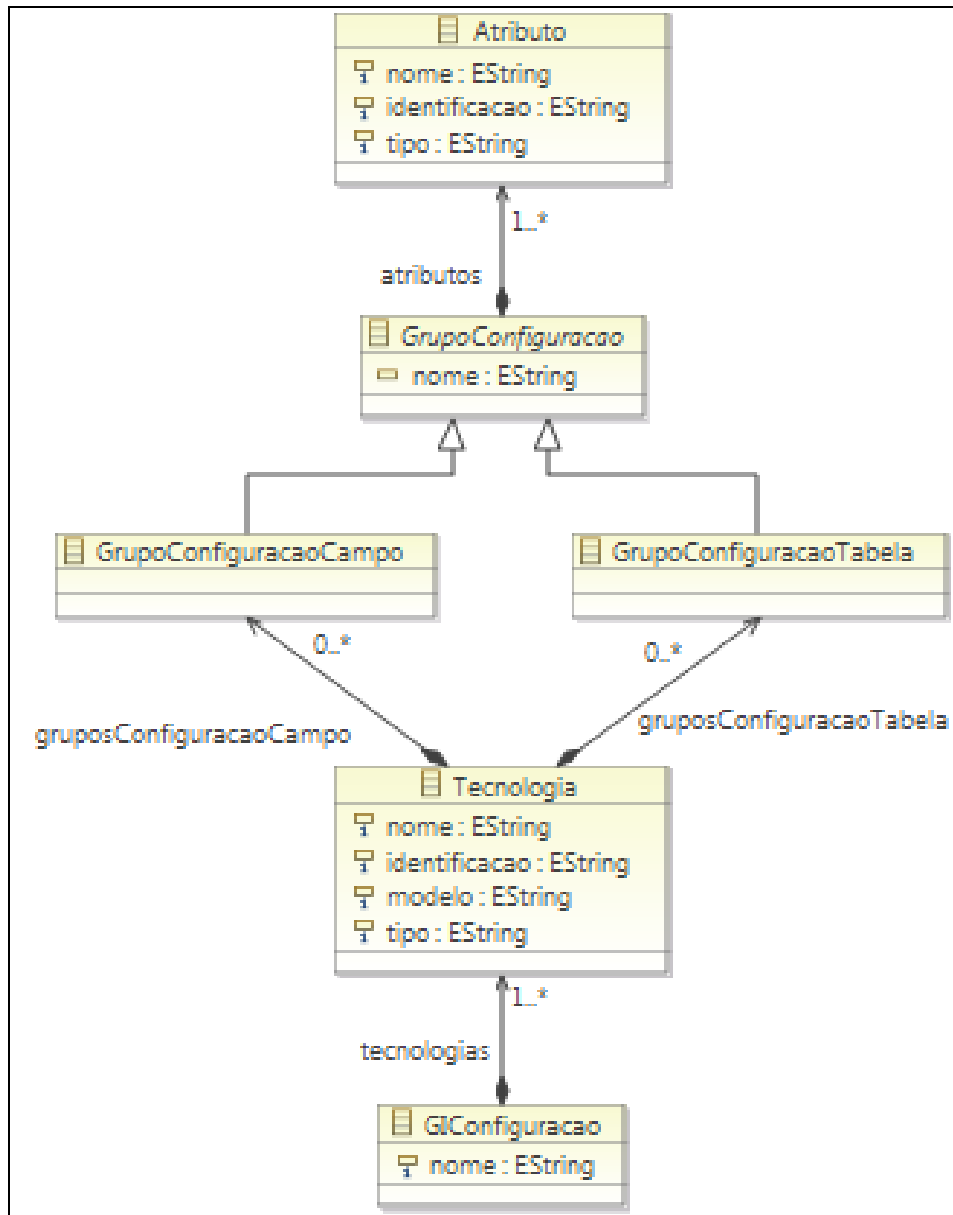 Atributo
nome : EString
identificacao : EString
tipo : EString
1..*
atributos
GrupoConfiguracao
nome : EString
GrupoConfiguracaoCampo
GrupoConfiguracaoTabela
0..*
0..*
gruposConfiguracaoCampo
gruposConfiguracaoTabela
Tecnologia
nome : EString
identificacao : EString
modelo : EString
tipo : EString
1..*
tecnologias
GIConfiguracao
nome : EString